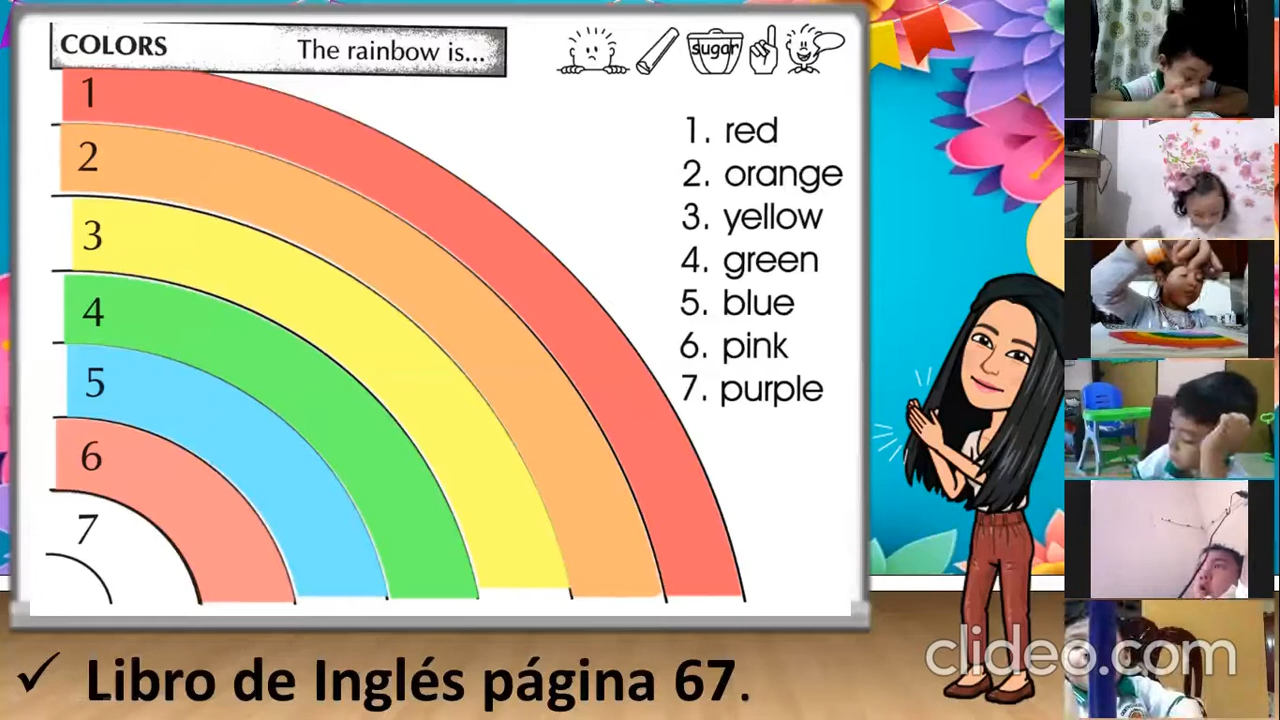 COLORS The rainbow is...
sugar
1
2
3
4
5
6
7
1. red
2. orange
3. yellow
4. green
5. blue
6. pink
7. purple
✓ Libro de Inglés página 67.
clideo.com